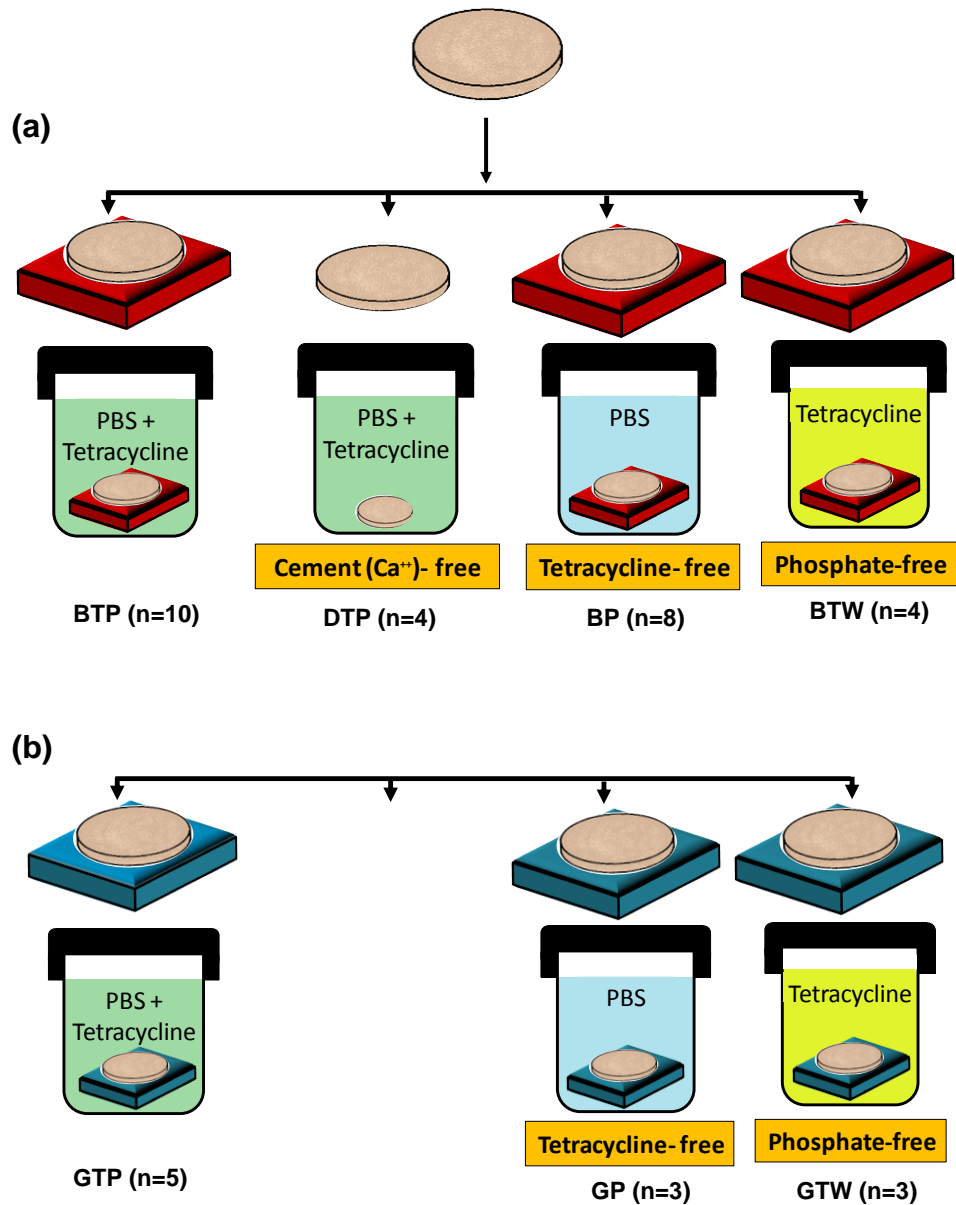 (a)
PBS +
Tetracycline
PBS +
Tetracycline
PBS
Tetracycline
Cement (Ca⁺⁺)- free
Tetracycline- free
Phosphate-free
BTP (n=10)
DTP (n=4)
BP (n=8)
BTW (n=4)
(b)
PBS +
Tetracycline
PBS
Tetracycline
Tetracycline- free
Phosphate-free
GTP (n=5)
GP (n=3)
GTW (n=3)